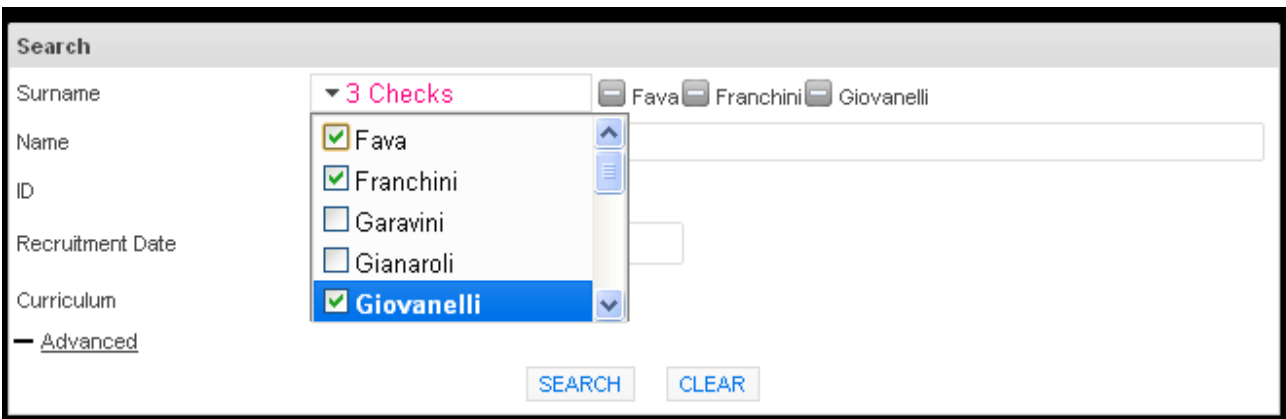 Search
Surname 3 Checks Fava Franchini Giovanelli
Name
Fava
Franchini
ID
Garavini
Recruitment Date
Gianaroli
Curriculum
Giovanelli
Advanced
SEARCH CLEAR